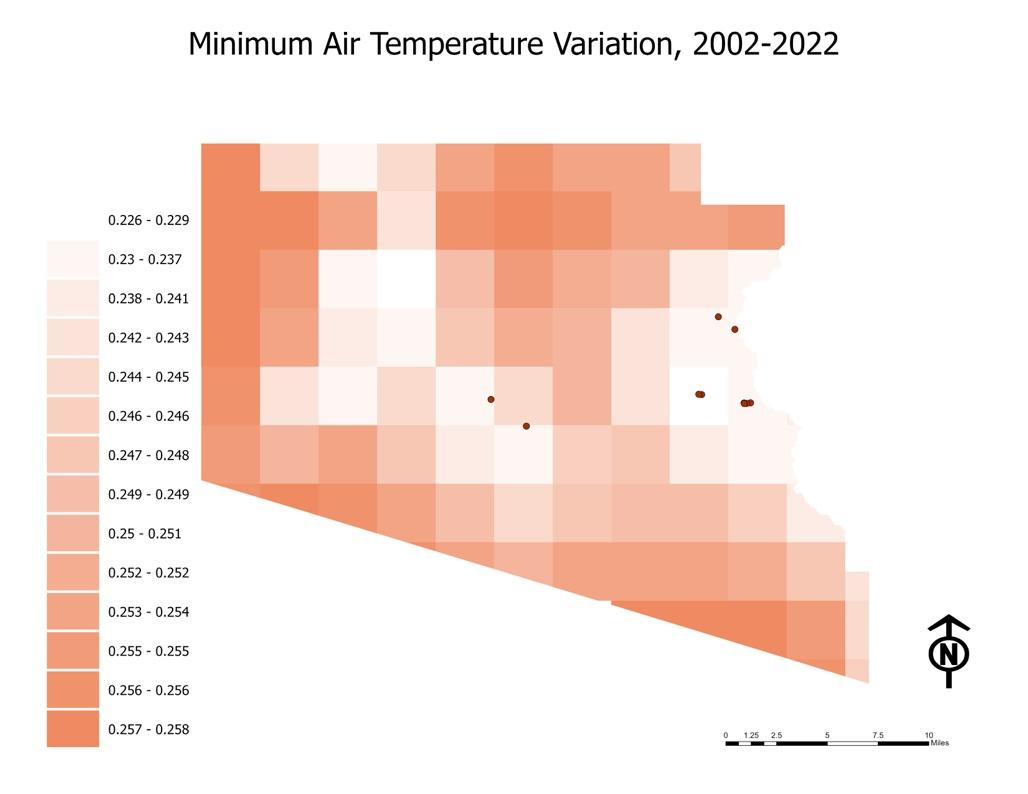 Minimum Air Temperature Variation, 2002-2022
0.226 - 0.229
0.23 - 0.237
0.238 - 0.241
0.242 - 0.243
0.244 - 0.245
0.246 - 0.246
0.247 - 0.248
0.249 - 0.249
0.25 - 0.251
0.252 - 0.252
0.253 - 0.254
0.255 - 0.255
0.256 - 0.256
0.257 - 0.258
N
0 1.25 2.5 5 7.5 10
Miles